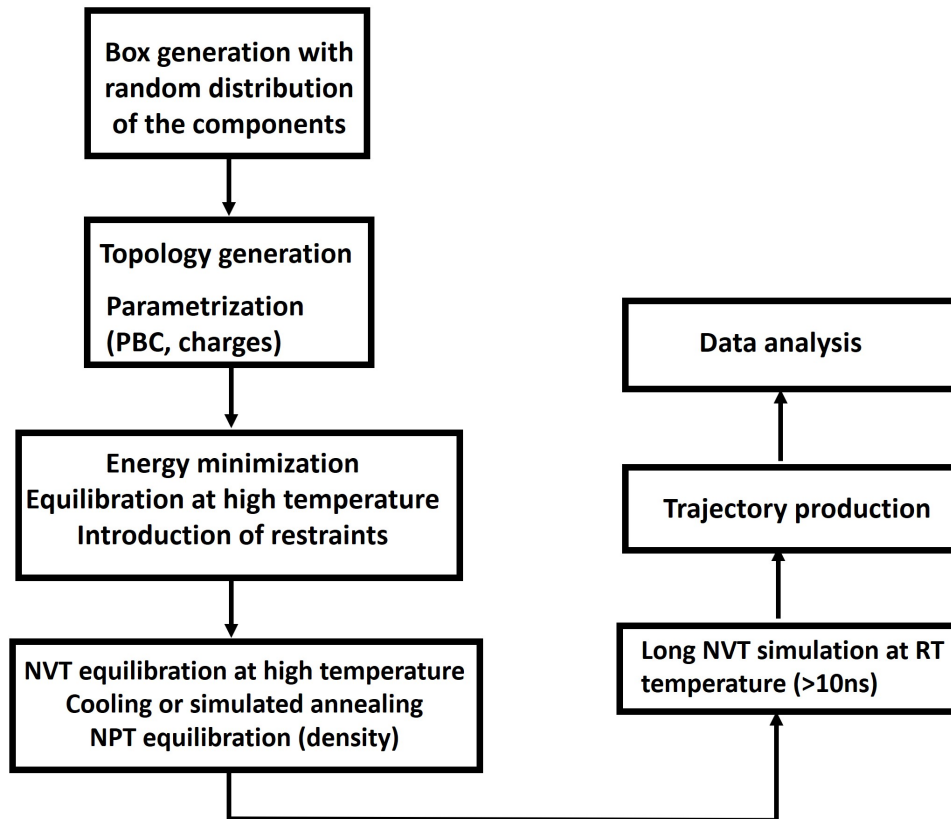 Box generation with
random distribution
of the components
Topology generation
Parametrization
(PBC, charges)
Energy minimization
Equilibration at high temperature
Introduction of restraints
NVT equilibration at high temperature
Cooling or simulated annealing
NPT equilibration (density)
Long NVT simulation at RT
temperature (>10ns)
Trajectory production
Data analysis